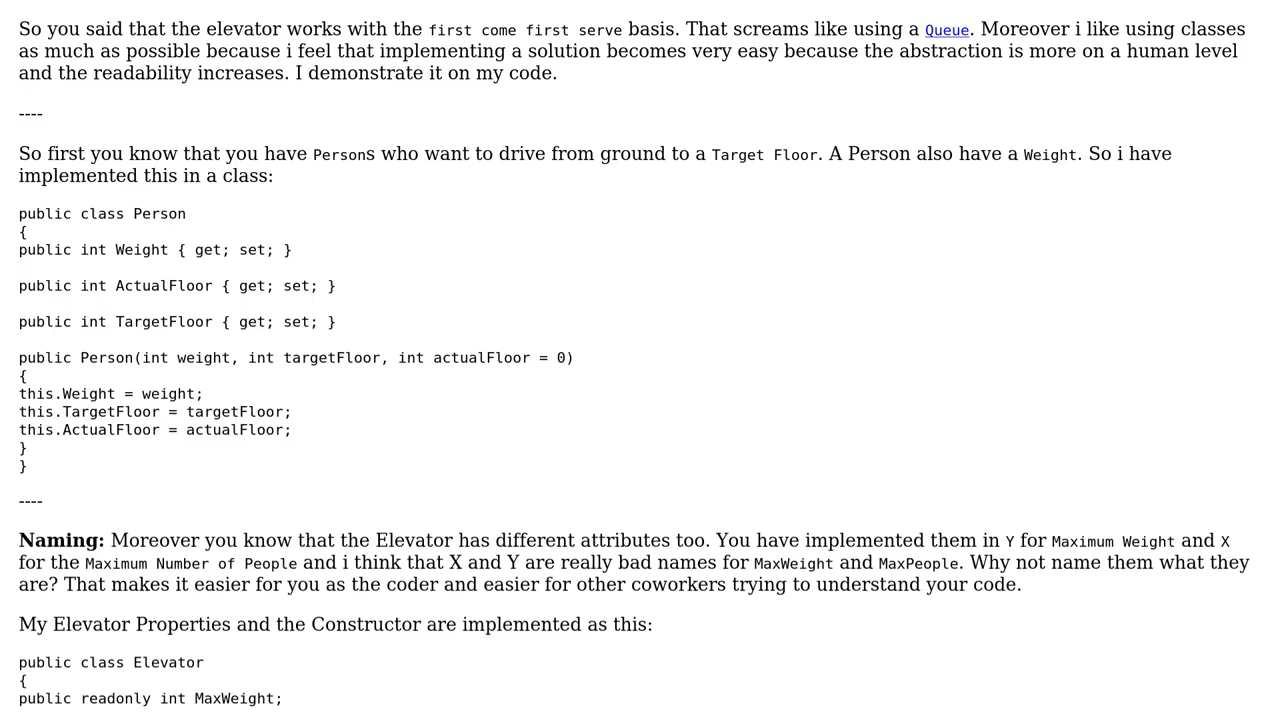 So you said that the elevator works with the first come first serve basis. That screams like using a Queue. Moreover i like using classes
as much as possible because i feel that implementing a solution becomes very easy because the abstraction is more on a human level
and the readability increases. I demonstrate it on my code.
----
So first you know that you have Persons who want to drive from ground to a Target Floor. A Person also have a Weight. So i have
implemented this in a class:
public class Person
{
public int Weight { get; set; }
public int ActualFloor { get; set; }
public int TargetFloor { get; set; }
public Person(int weight, int targetFloor, int actualFloor = 0)
{
this.Weight = weight;
this.TargetFloor = targetFloor;
this.ActualFloor = actualFloor;
}
}
----
Naming: Moreover you know that the Elevator has different attributes too. You have implemented them in Y for Maximum Weight and X
for the Maximum Number of People and i think that X and Y are really bad names for MaxWeight and MaxPeople. Why not name them what they
are? That makes it easier for you as the coder and easier for other coworkers trying to understand your code.
My Elevator Properties and the Constructor are implemented as this:
public class Elevator
{
public readonly int MaxWeight;